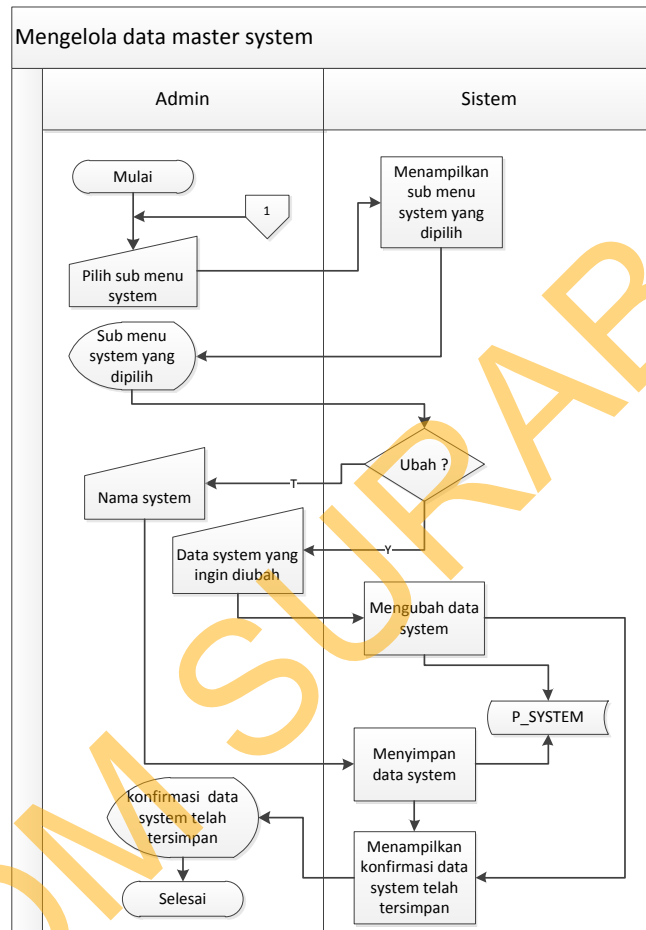 Mengelola data master system
Admin
Sistem
Mulai
1
Menampilkan
sub menu
system yang
dipilih
Pilih sub menu
system
Sub menu
system yang
dipilih
Ubah ?
T
Nama system
Y
Data system yang
ingin diubah
Mengubah data
system
P_SYSTEM
Menyimpan
data system
konfirmasi data
system telah
tersimpan
Menampilkan
konfirmasi data
system telah
tersimpan
Selesai
OM SURAB